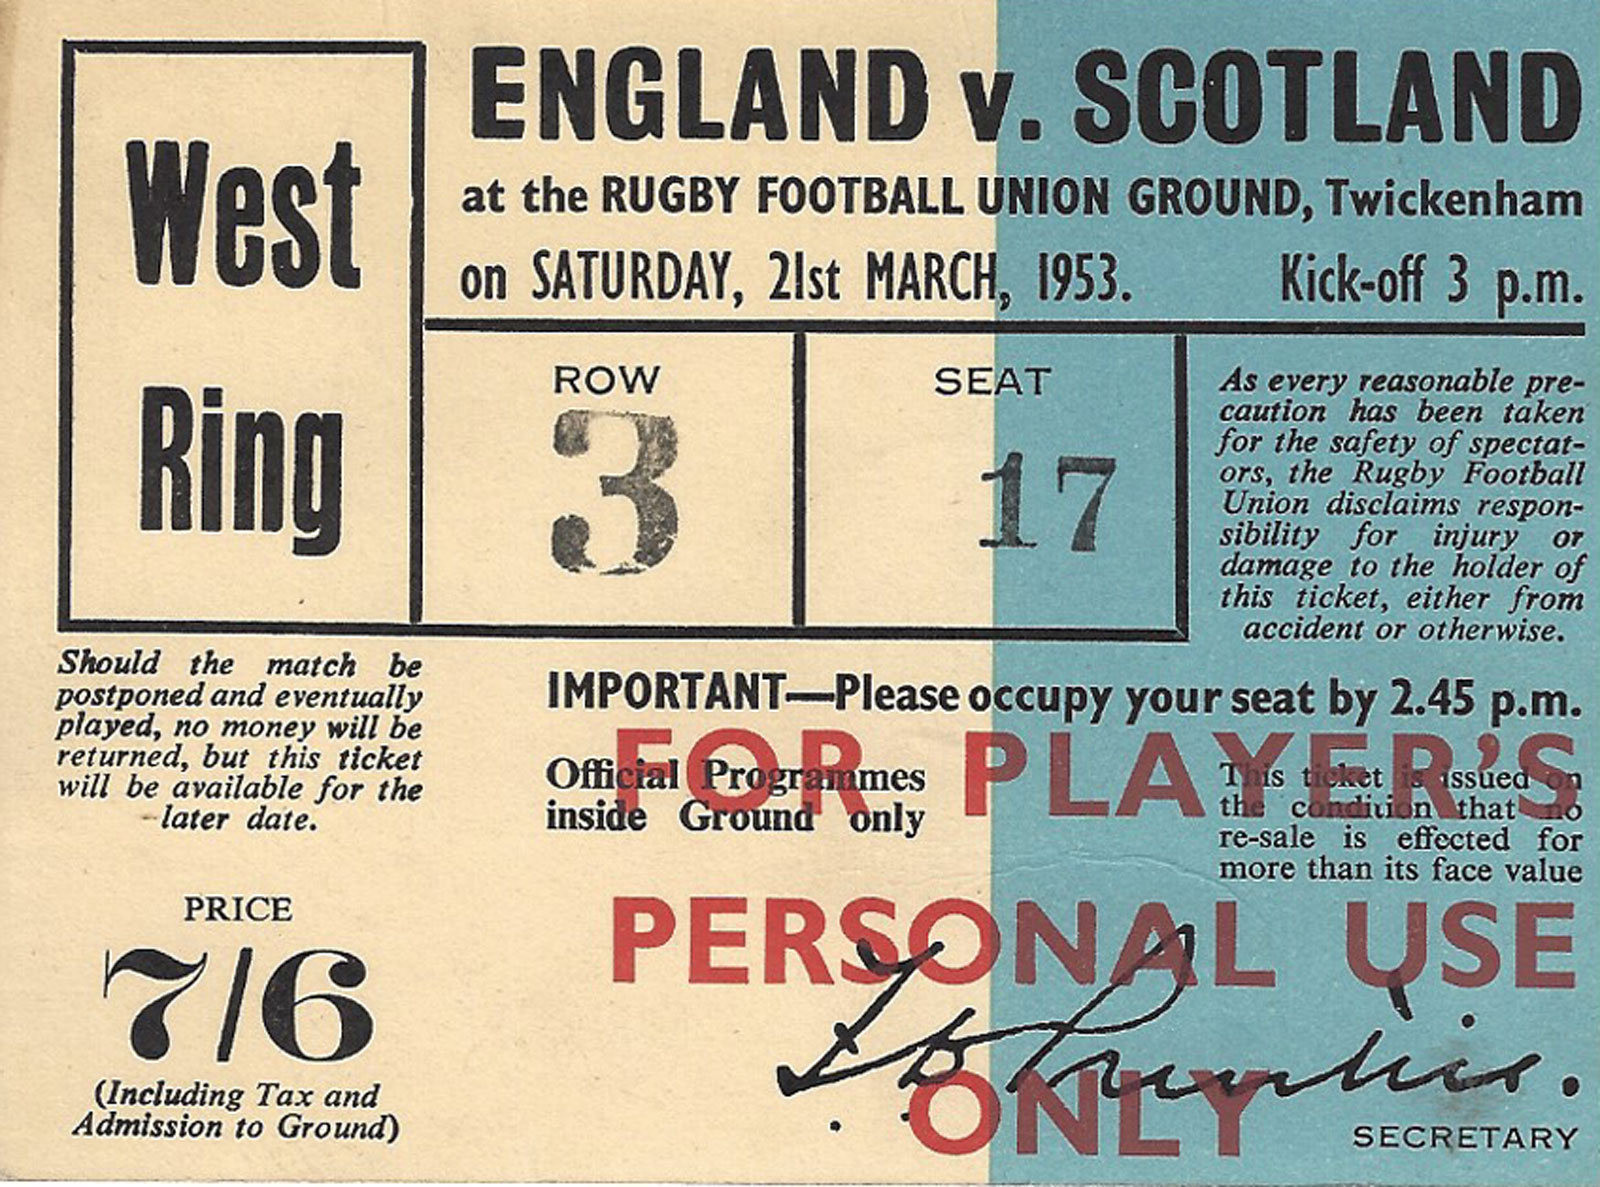 West
Ring
ENGLAND v. SCOTLAND
at the RUGBY FOOTBALL UNION GROUND, Twickenham
on SATURDAY, 21st MARCH, 1953. Kick-off 3 p.m.
ROW
3
SEAT
17
As every reasonable pre-
caution has been taken
for the safety of spectat-
ors, the Rugby Football
Union disclaims respon-
sibility for injury or
damage to the holder of
this ticket, either from
accident or otherwise.
Should the match be
postponed and eventually
played, no money will be
returned, but this ticket
will be available for the
later date.
IMPORTANT—Please occupy your seat by 2.45 p.m.
Official Programmes
inside Ground only
This ticket is issued on
the condition that no
re-sale is effected for
more than its face value
FOR PLAYER'S
PERSONAL USE
ONLY
PRICE
7/6
(Including Tax and
Admission to Ground)
SECRETARY